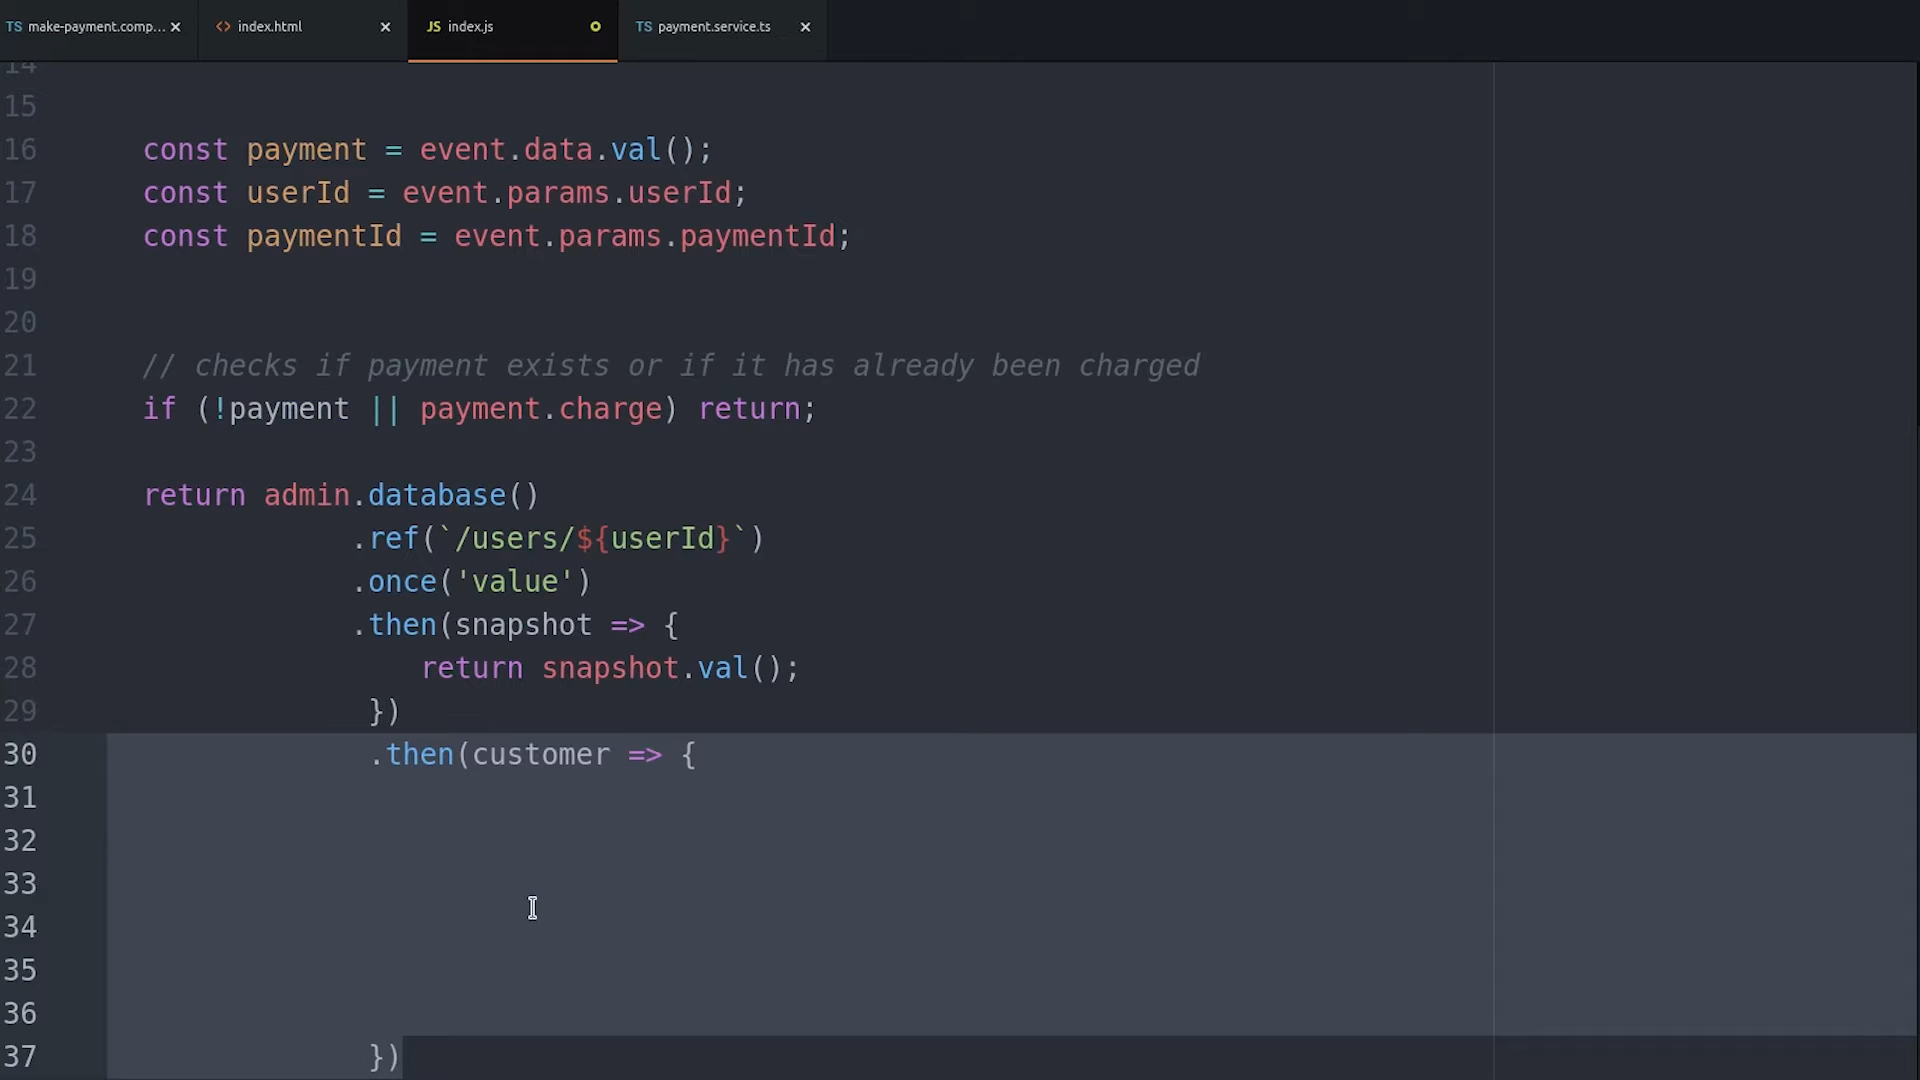 TS make-payment.comp... × <> index.html × JS index.js TS payment.service.ts ×
14
15
16 const payment = event.data.val();
17 const userId = event.params.userId;
18 const paymentId = event.params.paymentId;
19
20
21 // checks if payment exists or if it has already been charged
22 if (!payment || payment.charge) return;
23
24 return admin.database()
25 .ref(`/users/${userId}`)
26 .once('value')
27 .then(snapshot => {
28 return snapshot.val();
29 })
30 .then(customer => {
31
32
33
34
35
36
37 })